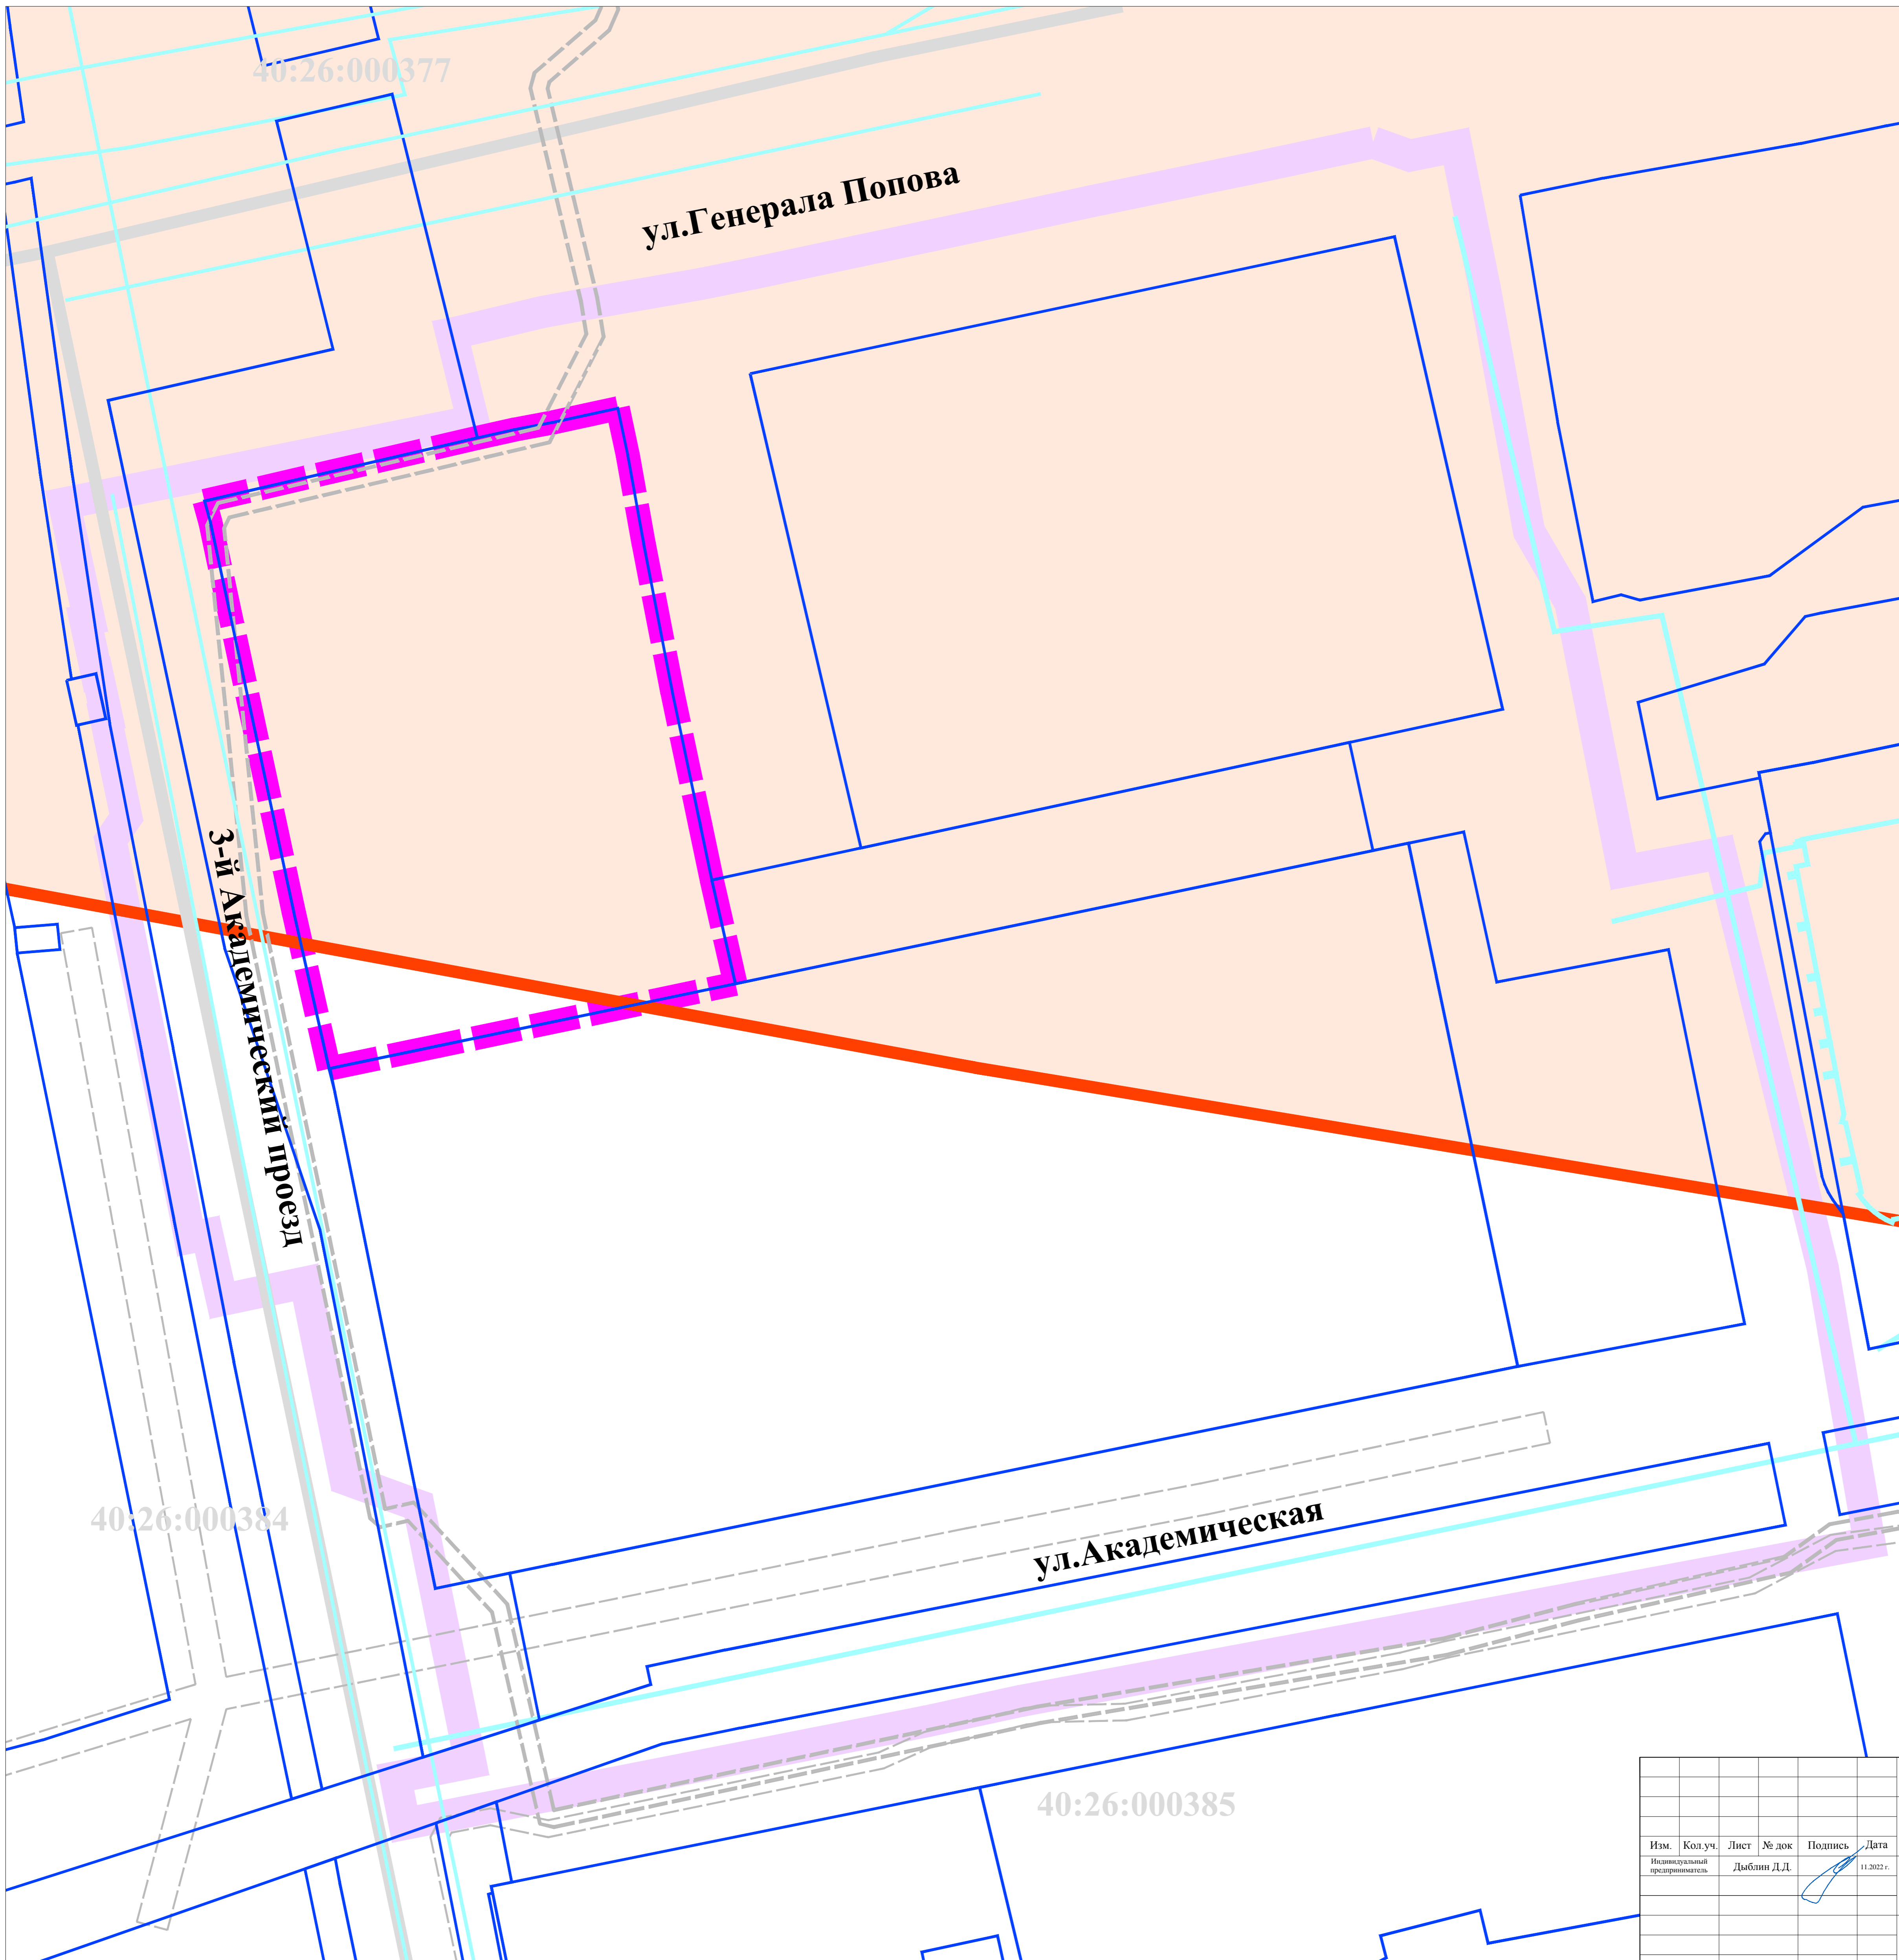 40:26:000377
ул.Генерала Попова
3-й Академический проезд
40:26:000384
ул.Академическая
40:26:000385
Изм. Кол.уч. Лист № док Подпись Дата
Индивидуальный предприниматель Дыблин Д.Д. 11.2022 г.